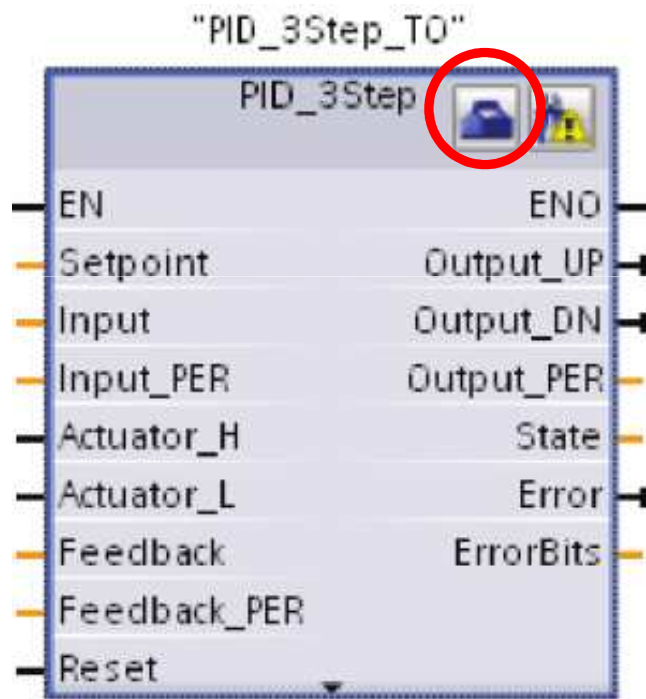 "PID_3Step_TO"
PID_3Step
EN ENO
Setpoint Output_UP
Input Output_DN
Input_PER Output_PER
Actuator_H State
Actuator_L Error
Feedback ErrorBits
Feedback_PER
Reset